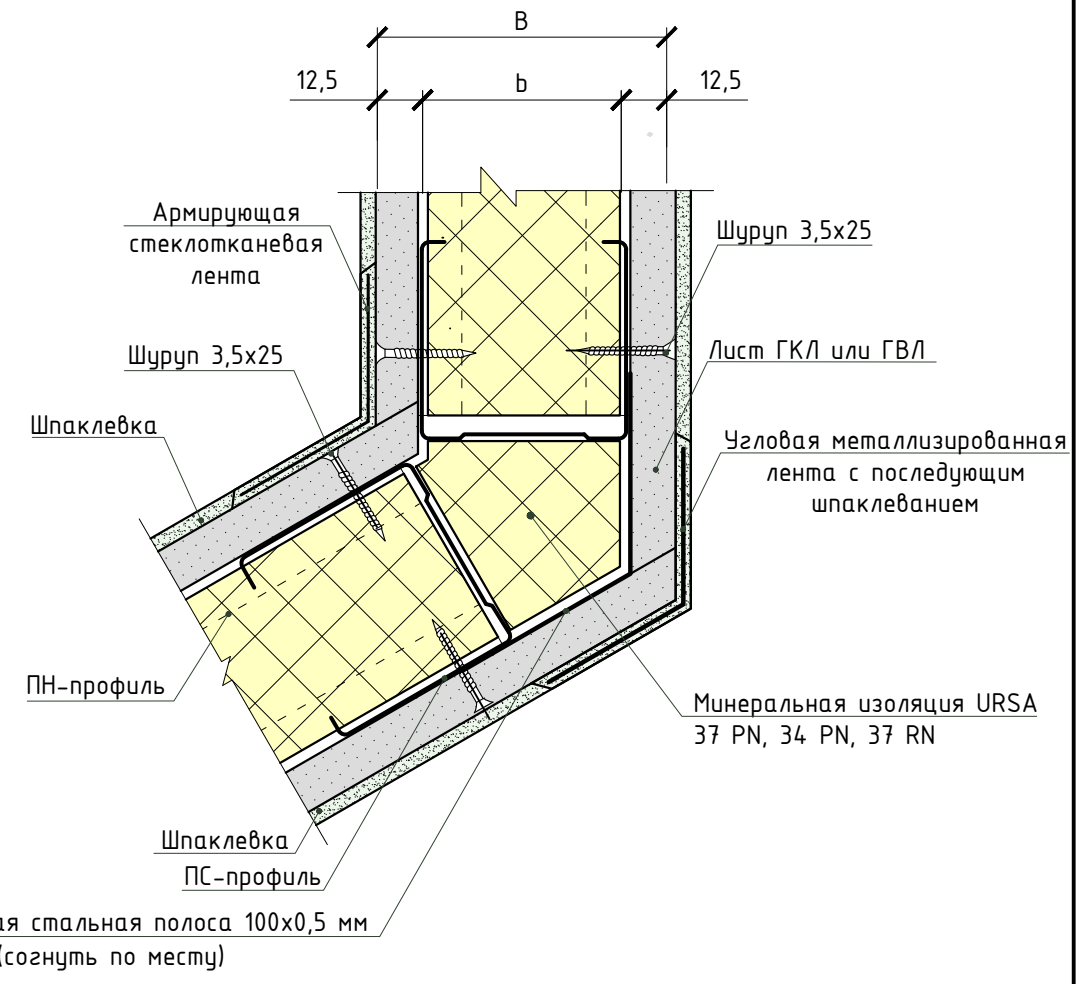 B
12,5
b
12,5
Армирующая
стеклотканевая
лента
Шуруп 3,5х25
Шуруп 3,5х25
Лист ГКЛ или ГВЛ
Шпаклевка
Угловая металлизированная
лента с последующим
шпаклеванием
ПН-профиль
Минеральная изоляция URSA
37 PN, 34 PN, 37 RN
Шпаклевка
ПС-профиль
ая стальная полоса 100х0,5 мм
(согнуть по месту)